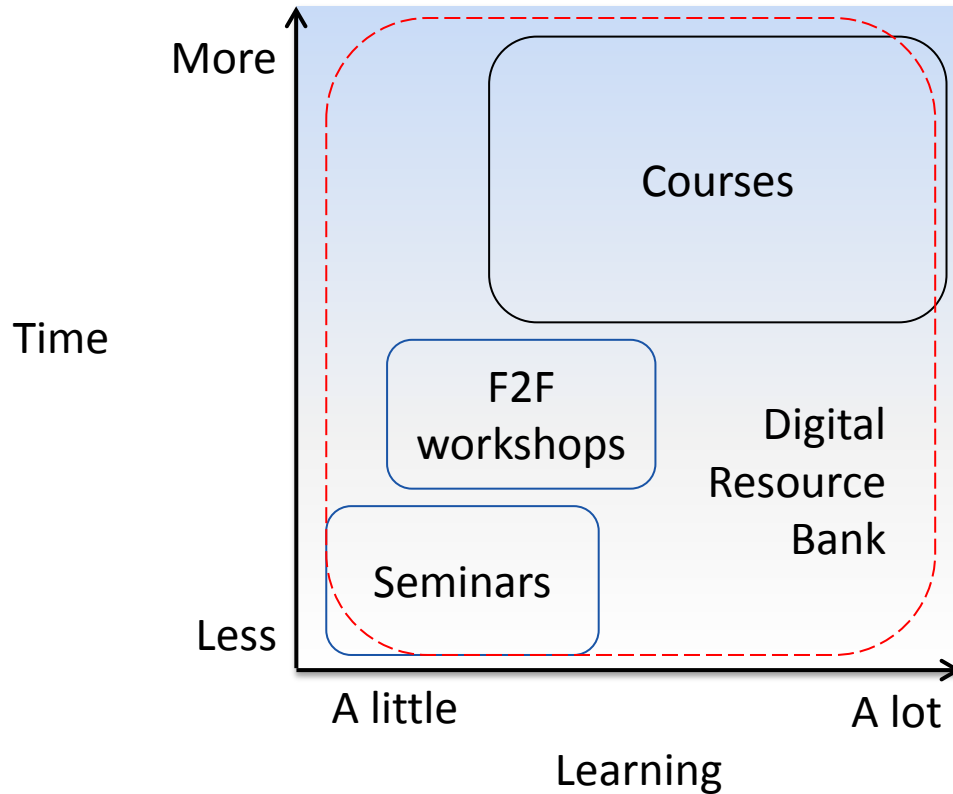 More
Courses
Time
F2F
workshops
Digital
Resource
Bank
Seminars
Less
A little
A lot
Learning